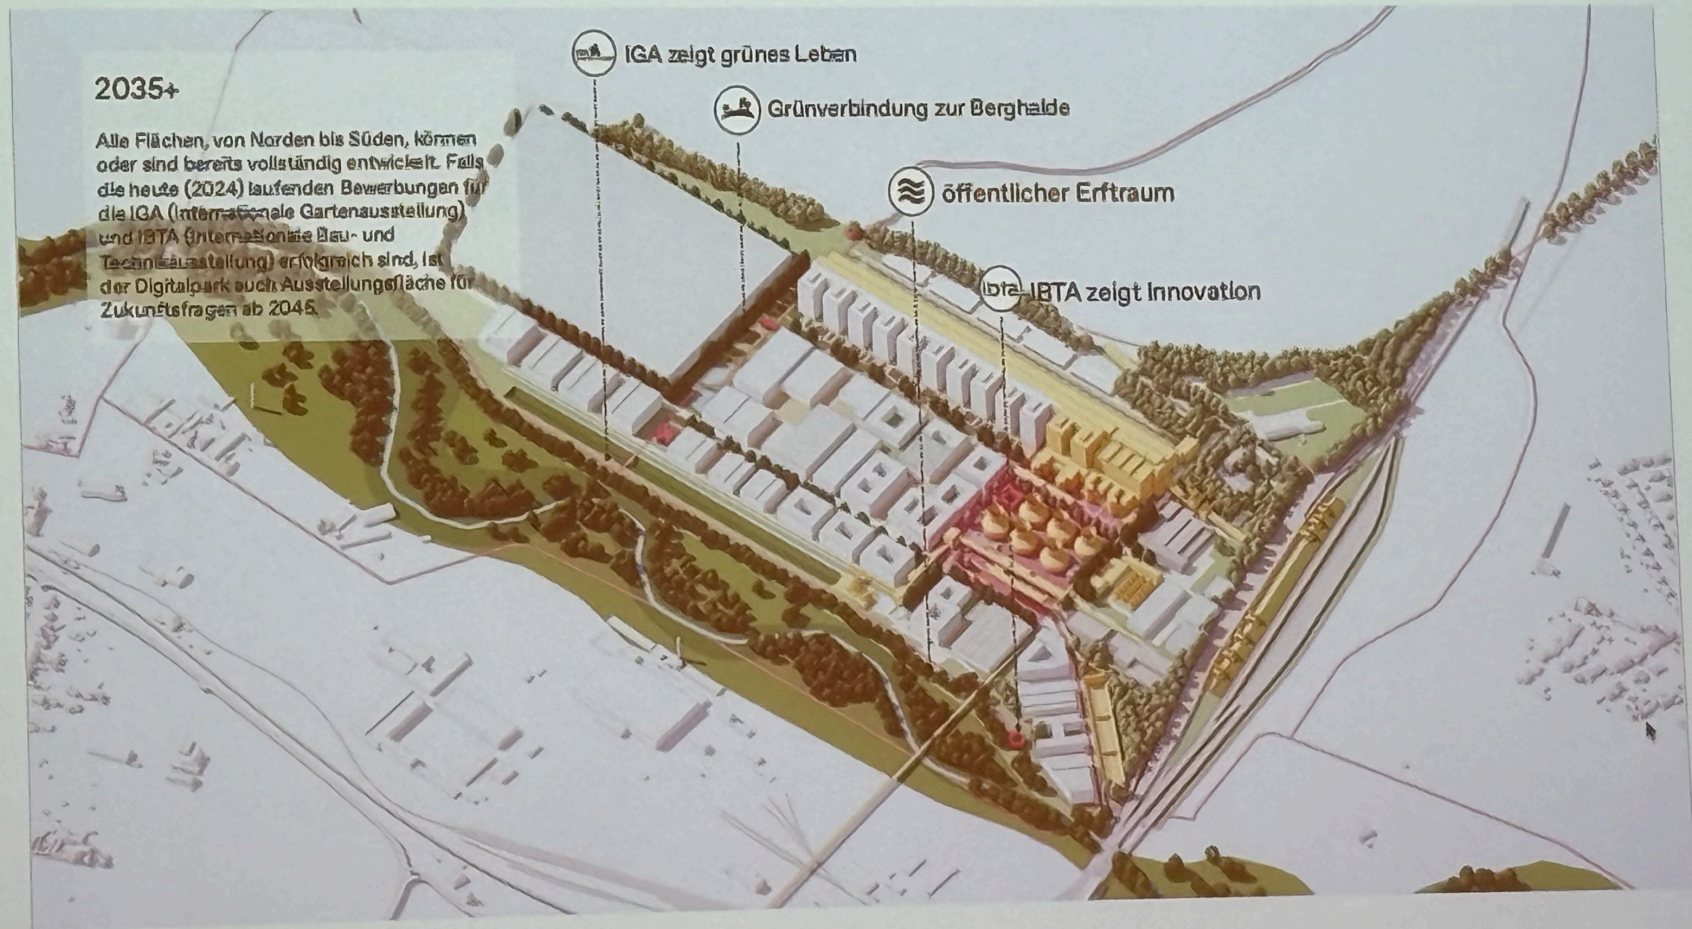 2035+
Alle Flächen, von Norden bis Süden, können
oder sind bereits vollständig entwickelt. Falls
die heute (2024) laufenden Bewerbungen für
die IGA (Internationale Gartenausstellung)
und IBTA (Internationale Bau- und
Technikausstellung) erfolgreich sind, ist
der Digitalpark auch Ausstellungsfläche für
Zukunftsfragen ab 2045.
IGA zeigt grünes Leben
Grünverbindung zur Berghalde
öffentlicher Erftraum
ibta IBTA zeigt Innovation